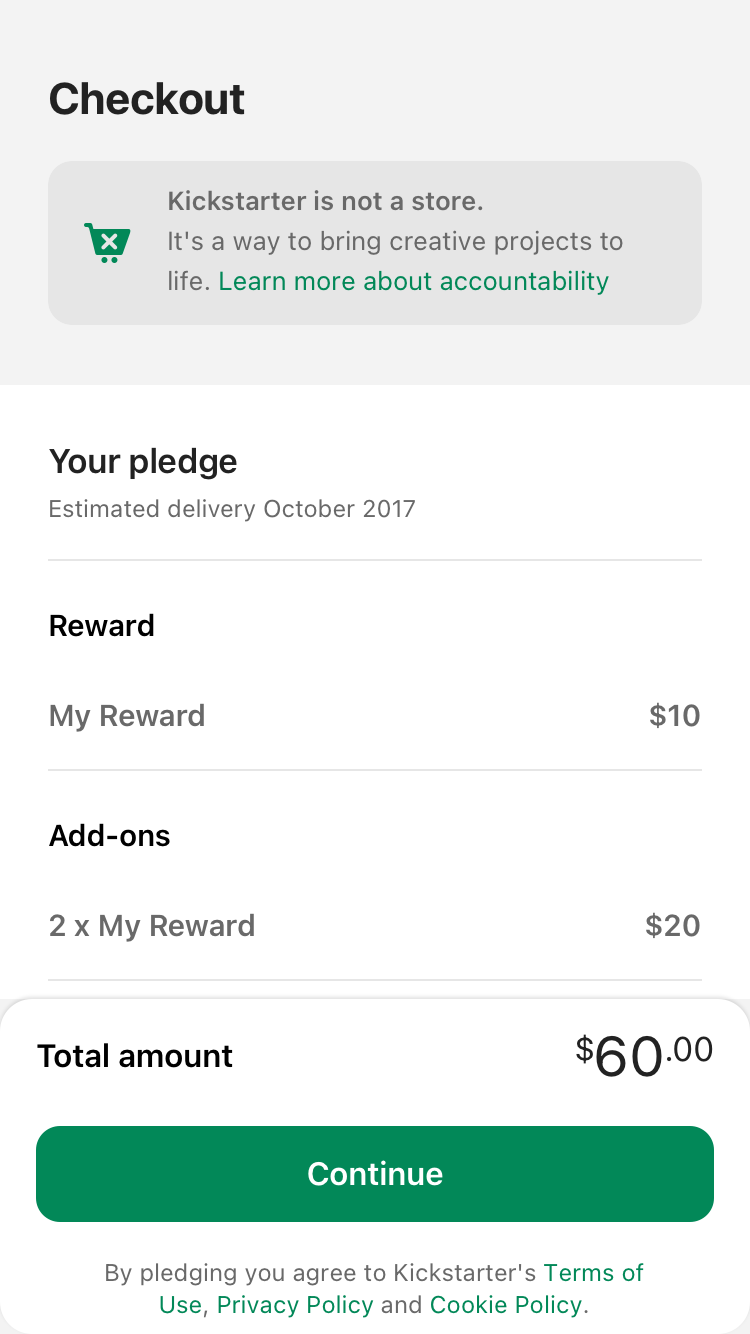 Checkout
Kickstarter is not a store.
It's a way to bring creative projects to
life. Learn more about accountability
Your pledge
Estimated delivery October 2017
Reward
My Reward $10
Add-ons
2 x My Reward $20
Total amount $60.00
Continue
By pledging you agree to Kickstarter's Terms of
Use, Privacy Policy and Cookie Policy.